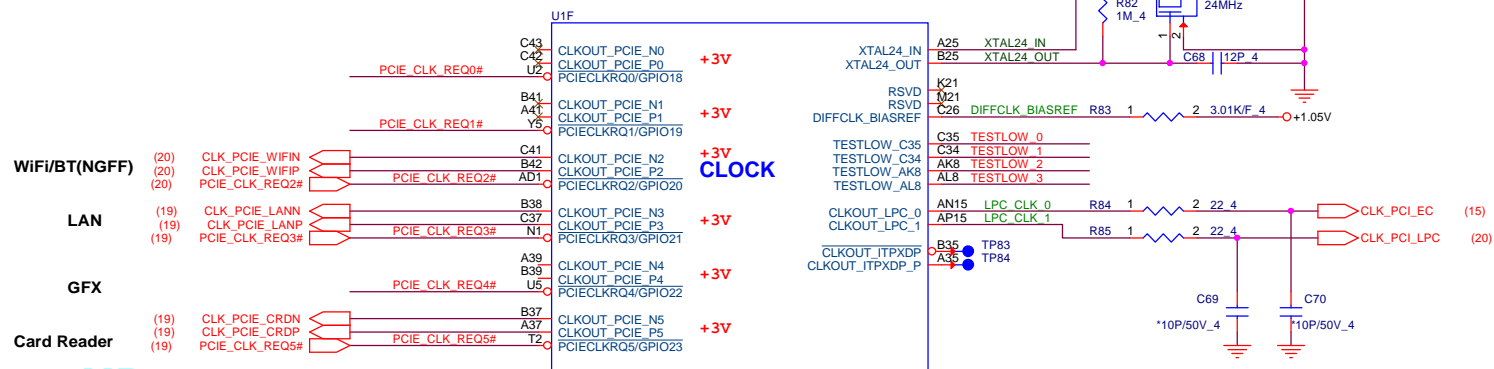 U1F
R82
1M_4
24MHz
1
2
C43 CLKOUT_PCIE_N0
C42 CLKOUT_PCIE_P0
PCIE_CLK_REQ0# U2 PCIECLKRQ0/GPIO18
+3V
B41 CLKOUT_PCIE_N1
A41 CLKOUT_PCIE_P1
PCIE_CLK_REQ1# Y5 PCIECLKRQ1/GPIO19
+3V
WiFi/BT(NGFF)
(20) CLK_PCIE_WIFIN C41 CLKOUT_PCIE_N2
(20) CLK_PCIE_WIFIP B42 CLKOUT_PCIE_P2
(20) PCIE_CLK_REQ2# PCIE_CLK_REQ2# AD1 PCIECLKRQ2/GPIO20
+3V
CLOCK
LAN
(19) CLK_PCIE_LANN B38 CLKOUT_PCIE_N3
(19) CLK_PCIE_LANP C37 CLKOUT_PCIE_P3
(19) PCIE_CLK_REQ3# PCIE_CLK_REQ3# N1 PCIECLKRQ3/GPIO21
+3V
GFX
A39 CLKOUT_PCIE_N4
B39 CLKOUT_PCIE_P4
PCIE_CLK_REQ4# U5 PCIECLKRQ4/GPIO22
+3V
Card Reader
(19) CLK_PCIE_CRDN B37 CLKOUT_PCIE_N5
(19) CLK_PCIE_CRDP A37 CLKOUT_PCIE_P5
(19) PCIE_CLK_REQ5# PCIE_CLK_REQ5# T2 PCIECLKRQ5/GPIO23
+3V
XTAL24_IN A25 XTAL24_IN
XTAL24_OUT B25 XTAL24_OUT
C68 12P_4
RSVD K21
RSVD M21
DIFFCLK_BIASREF C26 DIFFCLK_BIASREF R83 1 2 3.01K/F_4 +1.05V
TESTLOW_C35 C35 TESTLOW_0
TESTLOW_C34 C34 TESTLOW_1
TESTLOW_AK8 AK8 TESTLOW_2
TESTLOW_AL8 AL8 TESTLOW_3
CLKOUT_LPC_0 AN15 LPC_CLK_0 R84 1 2 22_4 CLK_PCI_EC (15)
CLKOUT_LPC_1 AP15 LPC_CLK_1 R85 1 2 22_4 CLK_PCI_LPC (20)
CLKOUT_ITPXDP B35 TP83
CLKOUT_ITPXDP_P A35 TP84
C69
*10P/50V_4
C70
*10P/50V_4